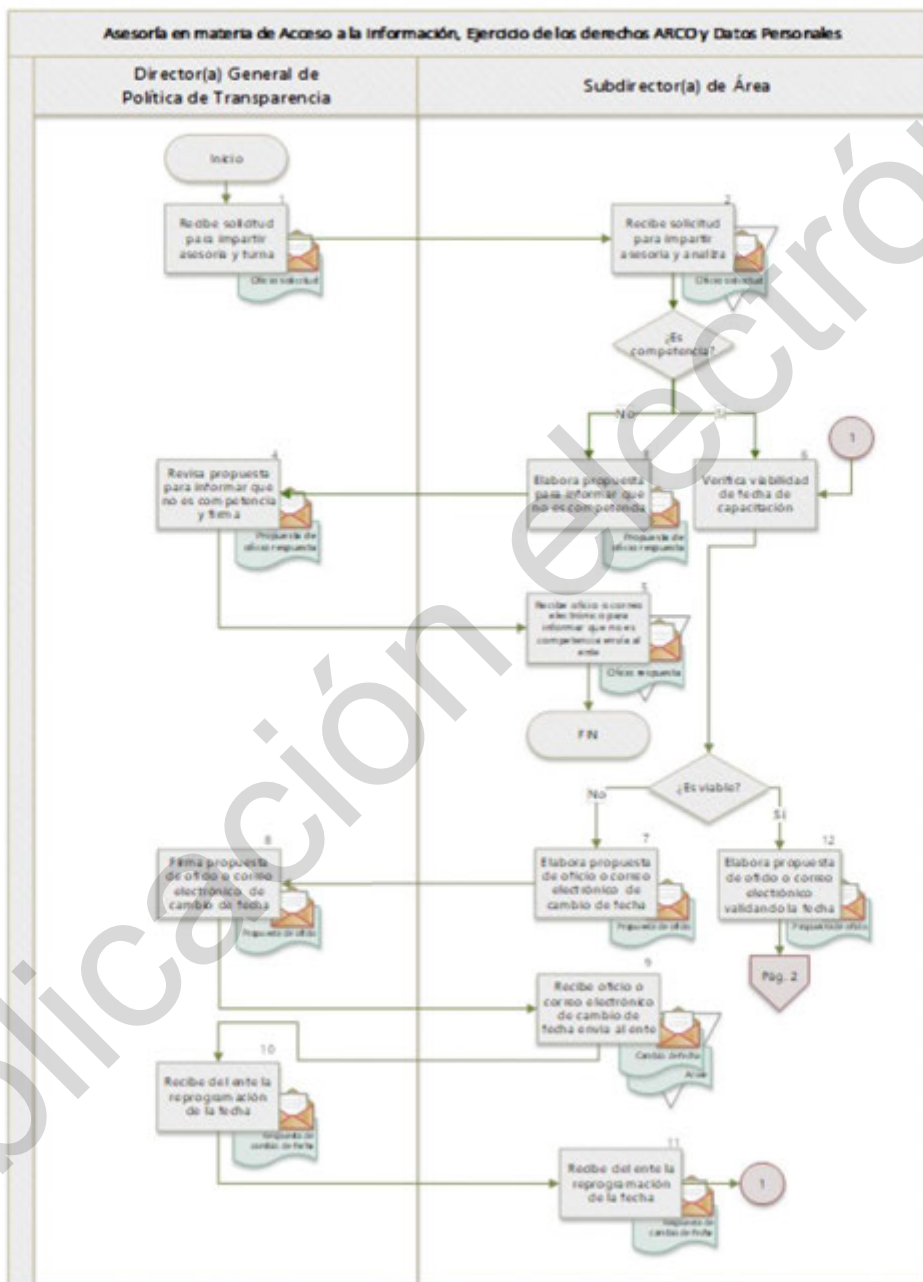 Asesoría en materia de Acceso a la Información, Ejercicio de los derechos ARCO y Datos Personales
Director(a) General de
Política de Transparencia
Subdirector(a) de Área
Inicio
1
Recibe solicitud
para impartir
asesoría y turna
Oficio solicitud
2
Recibe solicitud
para impartir
asesoría y analiza
Oficio solicitud
¿Es
competencia?
No
Sí
1
4
Revisa propuesta
para informar que
no es competencia
y firma
Propuesta de
oficio respuesta
3
Elabora propuesta
para informar que
no es competencia
Propuesta de
oficio respuesta
6
Verifica viabilidad
de fecha de
capacitación
5
Recibe oficio o correo
electrónico para
informar que no es
competencia envía al
ente
Oficio respuesta
FIN
¿Es viable?
No
Sí
8
Firma propuesta
de oficio o correo
electrónico de
cambio de fecha
Propuesta de oficio
7
Elabora propuesta
de oficio o correo
electrónico de
cambio de fecha
Propuesta de oficio
12
Elabora propuesta
de oficio o correo
electrónico
validando la fecha
Propuesta de oficio
Pág. 2
9
Recibe oficio o
correo electrónico
de cambio de
fecha envía al ente
Cambio de fecha
Acuse
10
Recibe del ente la
reprogramación
de la fecha
Respuesta de
cambio de fecha
11
Recibe del ente la
reprogramación
de la fecha
Respuesta de
cambio de fecha
1
plicación electró